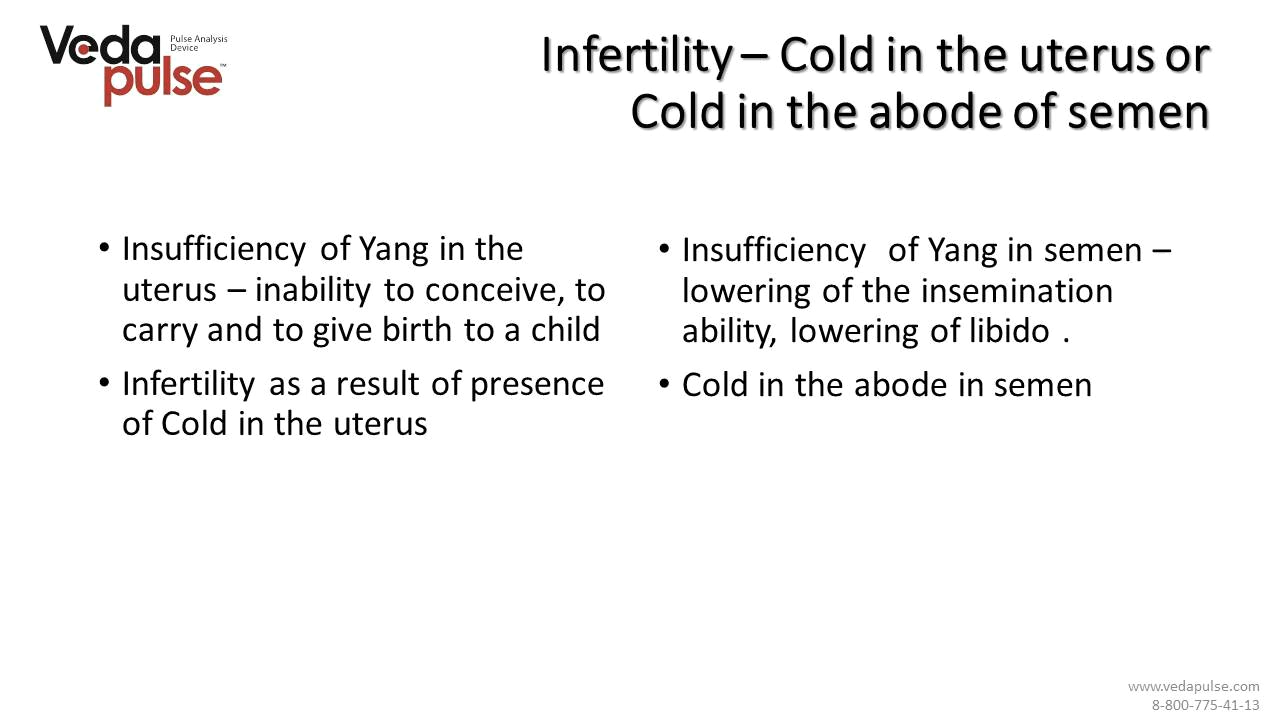 Veda
pulse™
Pulse Analysis
Device
Infertility – Cold in the uterus or
Cold in the abode of semen
• Insufficiency of Yang in the
uterus – inability to conceive, to
carry and to give birth to a child
• Infertility as a result of presence
of Cold in the uterus
• Insufficiency of Yang in semen –
lowering of the insemination
ability, lowering of libido .
• Cold in the abode in semen
www.vedapulse.com
8-800-775-41-13